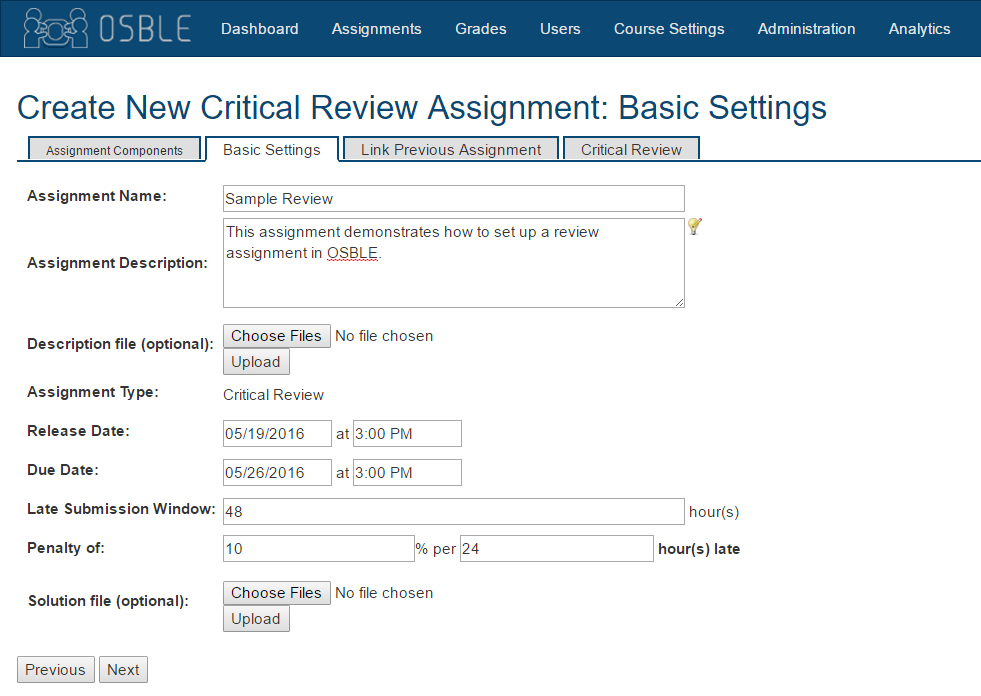 OSBLE Dashboard Assignments Grades Users Course Settings Administration Analytics
Create New Critical Review Assignment: Basic Settings
Assignment Components Basic Settings Link Previous Assignment Critical Review
Assignment Name: Sample Review
Assignment Description: This assignment demonstrates how to set up a review
assignment in OSBLE.
Description file (optional): Choose Files No file chosen
Upload
Assignment Type: Critical Review
Release Date: 05/19/2016 at 3:00 PM
Due Date: 05/26/2016 at 3:00 PM
Late Submission Window: 48 hour(s)
Penalty of: 10 % per 24 hour(s) late
Solution file (optional): Choose Files No file chosen
Upload
Previous Next